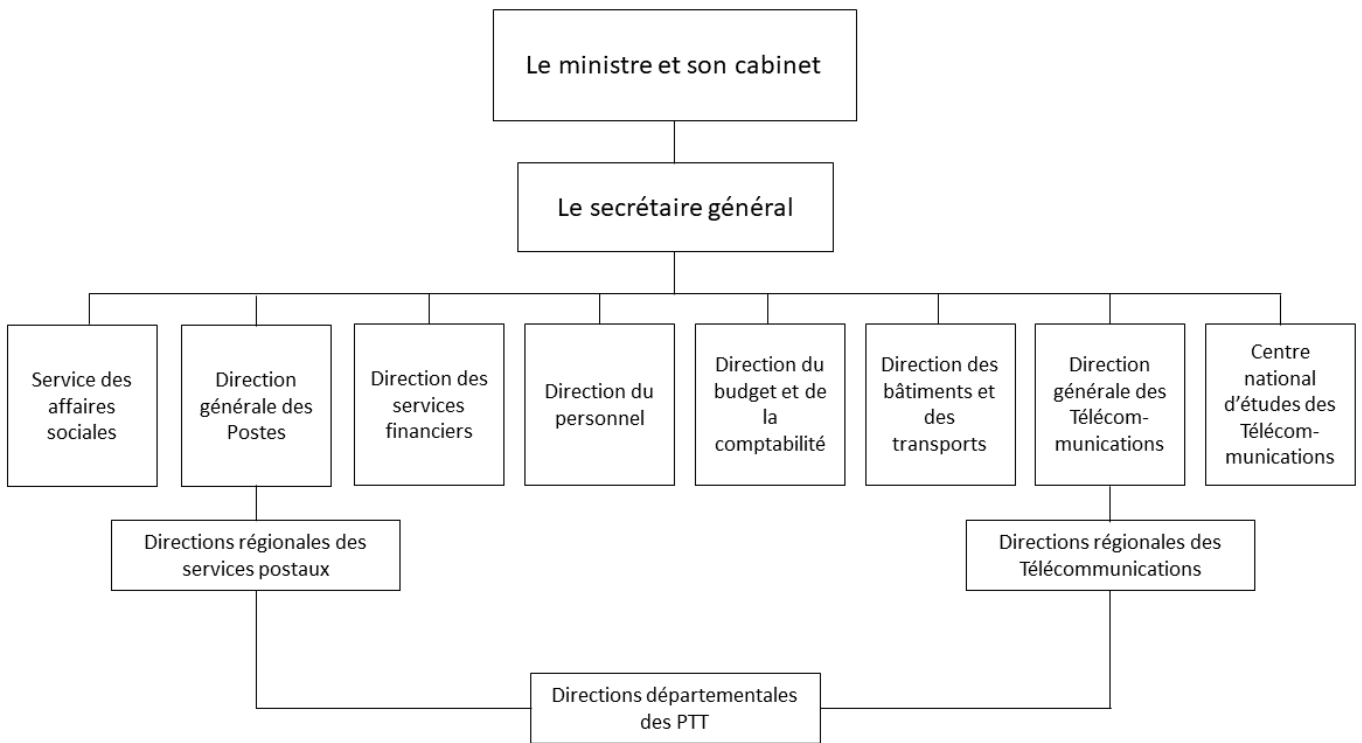 Le ministre et son cabinet
Le secrétaire général
Service des
affaires
sociales
Direction
générale des
Postes
Direction des
services
financiers
Direction du
personnel
Direction du
budget et de
la
comptabilité
Direction des
bâtiments et
des
transports
Direction
générale des
Télécom-
munications
Centre
national
d’études des
Télécom-
munications
Directions régionales des
services postaux
Directions régionales des
Télécommunications
Directions départementales
des PTT